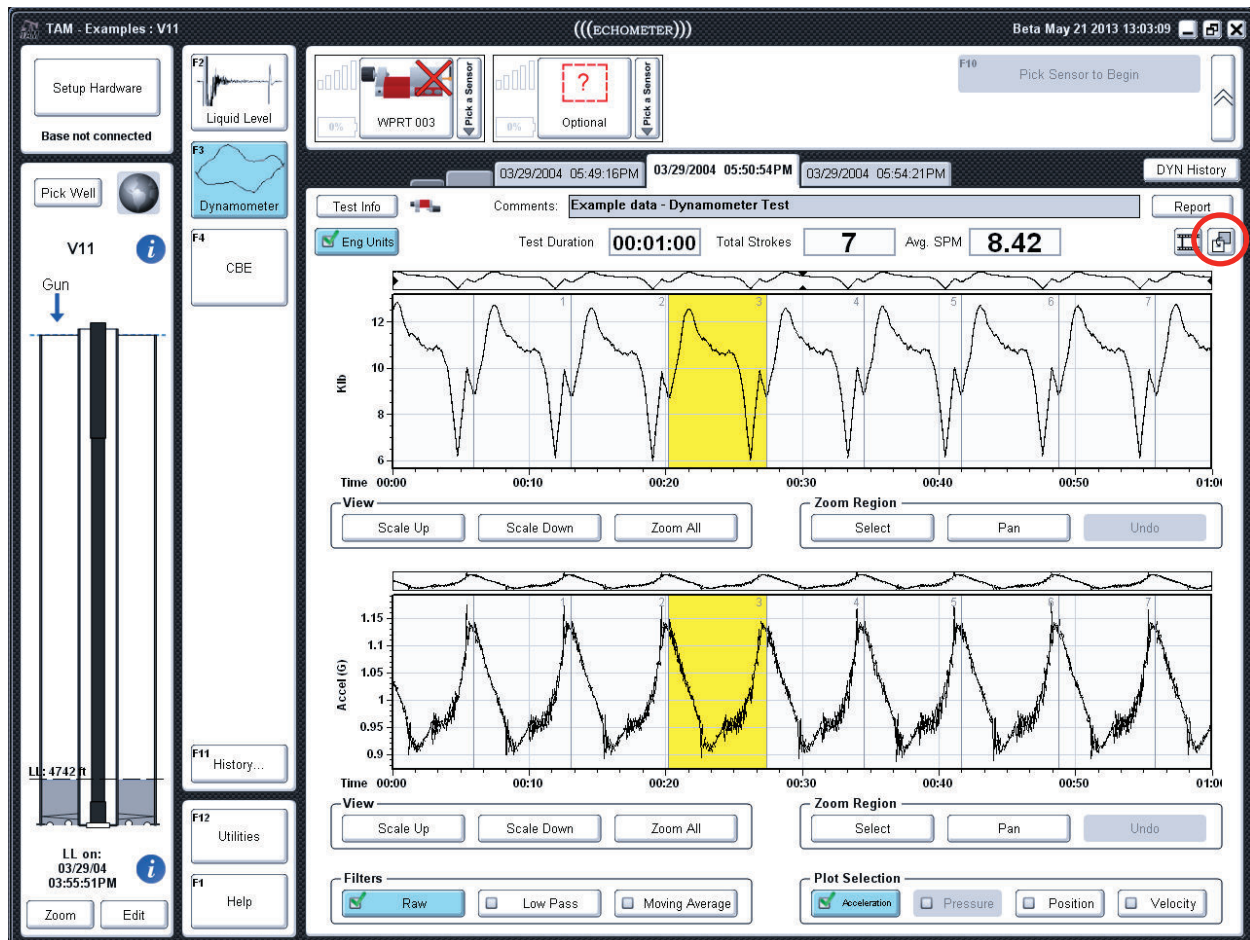 TAM - Examples : V11
(((ECHOMETER)))
Beta May 21 2013 13:03:09
Setup Hardware
Base not connected
Pick Well
V11
Gun
LL: 4742 ft
LL on:
03/29/04
03:55:51PM
Zoom
Edit
F2
Liquid Level
F3
Dynamometer
F4
CBE
F11
History...
F12
Utilities
F1
Help
0%
WPRT 003
Pick a Sensor
0%
?
Optional
Pick a Sensor
F10
Pick Sensor to Begin
03/29/2004 05:49:16PM
03/29/2004 05:50:54PM
03/29/2004 05:54:21PM
DYN History
Test Info
Comments: Example data - Dynamometer Test
Report
Eng Units
Test Duration 00:01:00 Total Strokes 7 Avg. SPM 8.42
1 2 3 4 5 6 7
12
10
8
6
Klb
Time 00:00 00:10 00:20 00:30 00:40 00:50 01:0
View
Scale Up
Scale Down
Zoom All
Zoom Region
Select
Pan
Undo
1 2 3 4 5 6 7
1.15
1.1
1.05
1
0.95
0.9
Accel (G)
Time 00:00 00:10 00:20 00:30 00:40 00:50 01:0
View
Scale Up
Scale Down
Zoom All
Zoom Region
Select
Pan
Undo
Filters
Raw
Low Pass
Moving Average
Plot Selection
Acceleration
Pressure
Position
Velocity